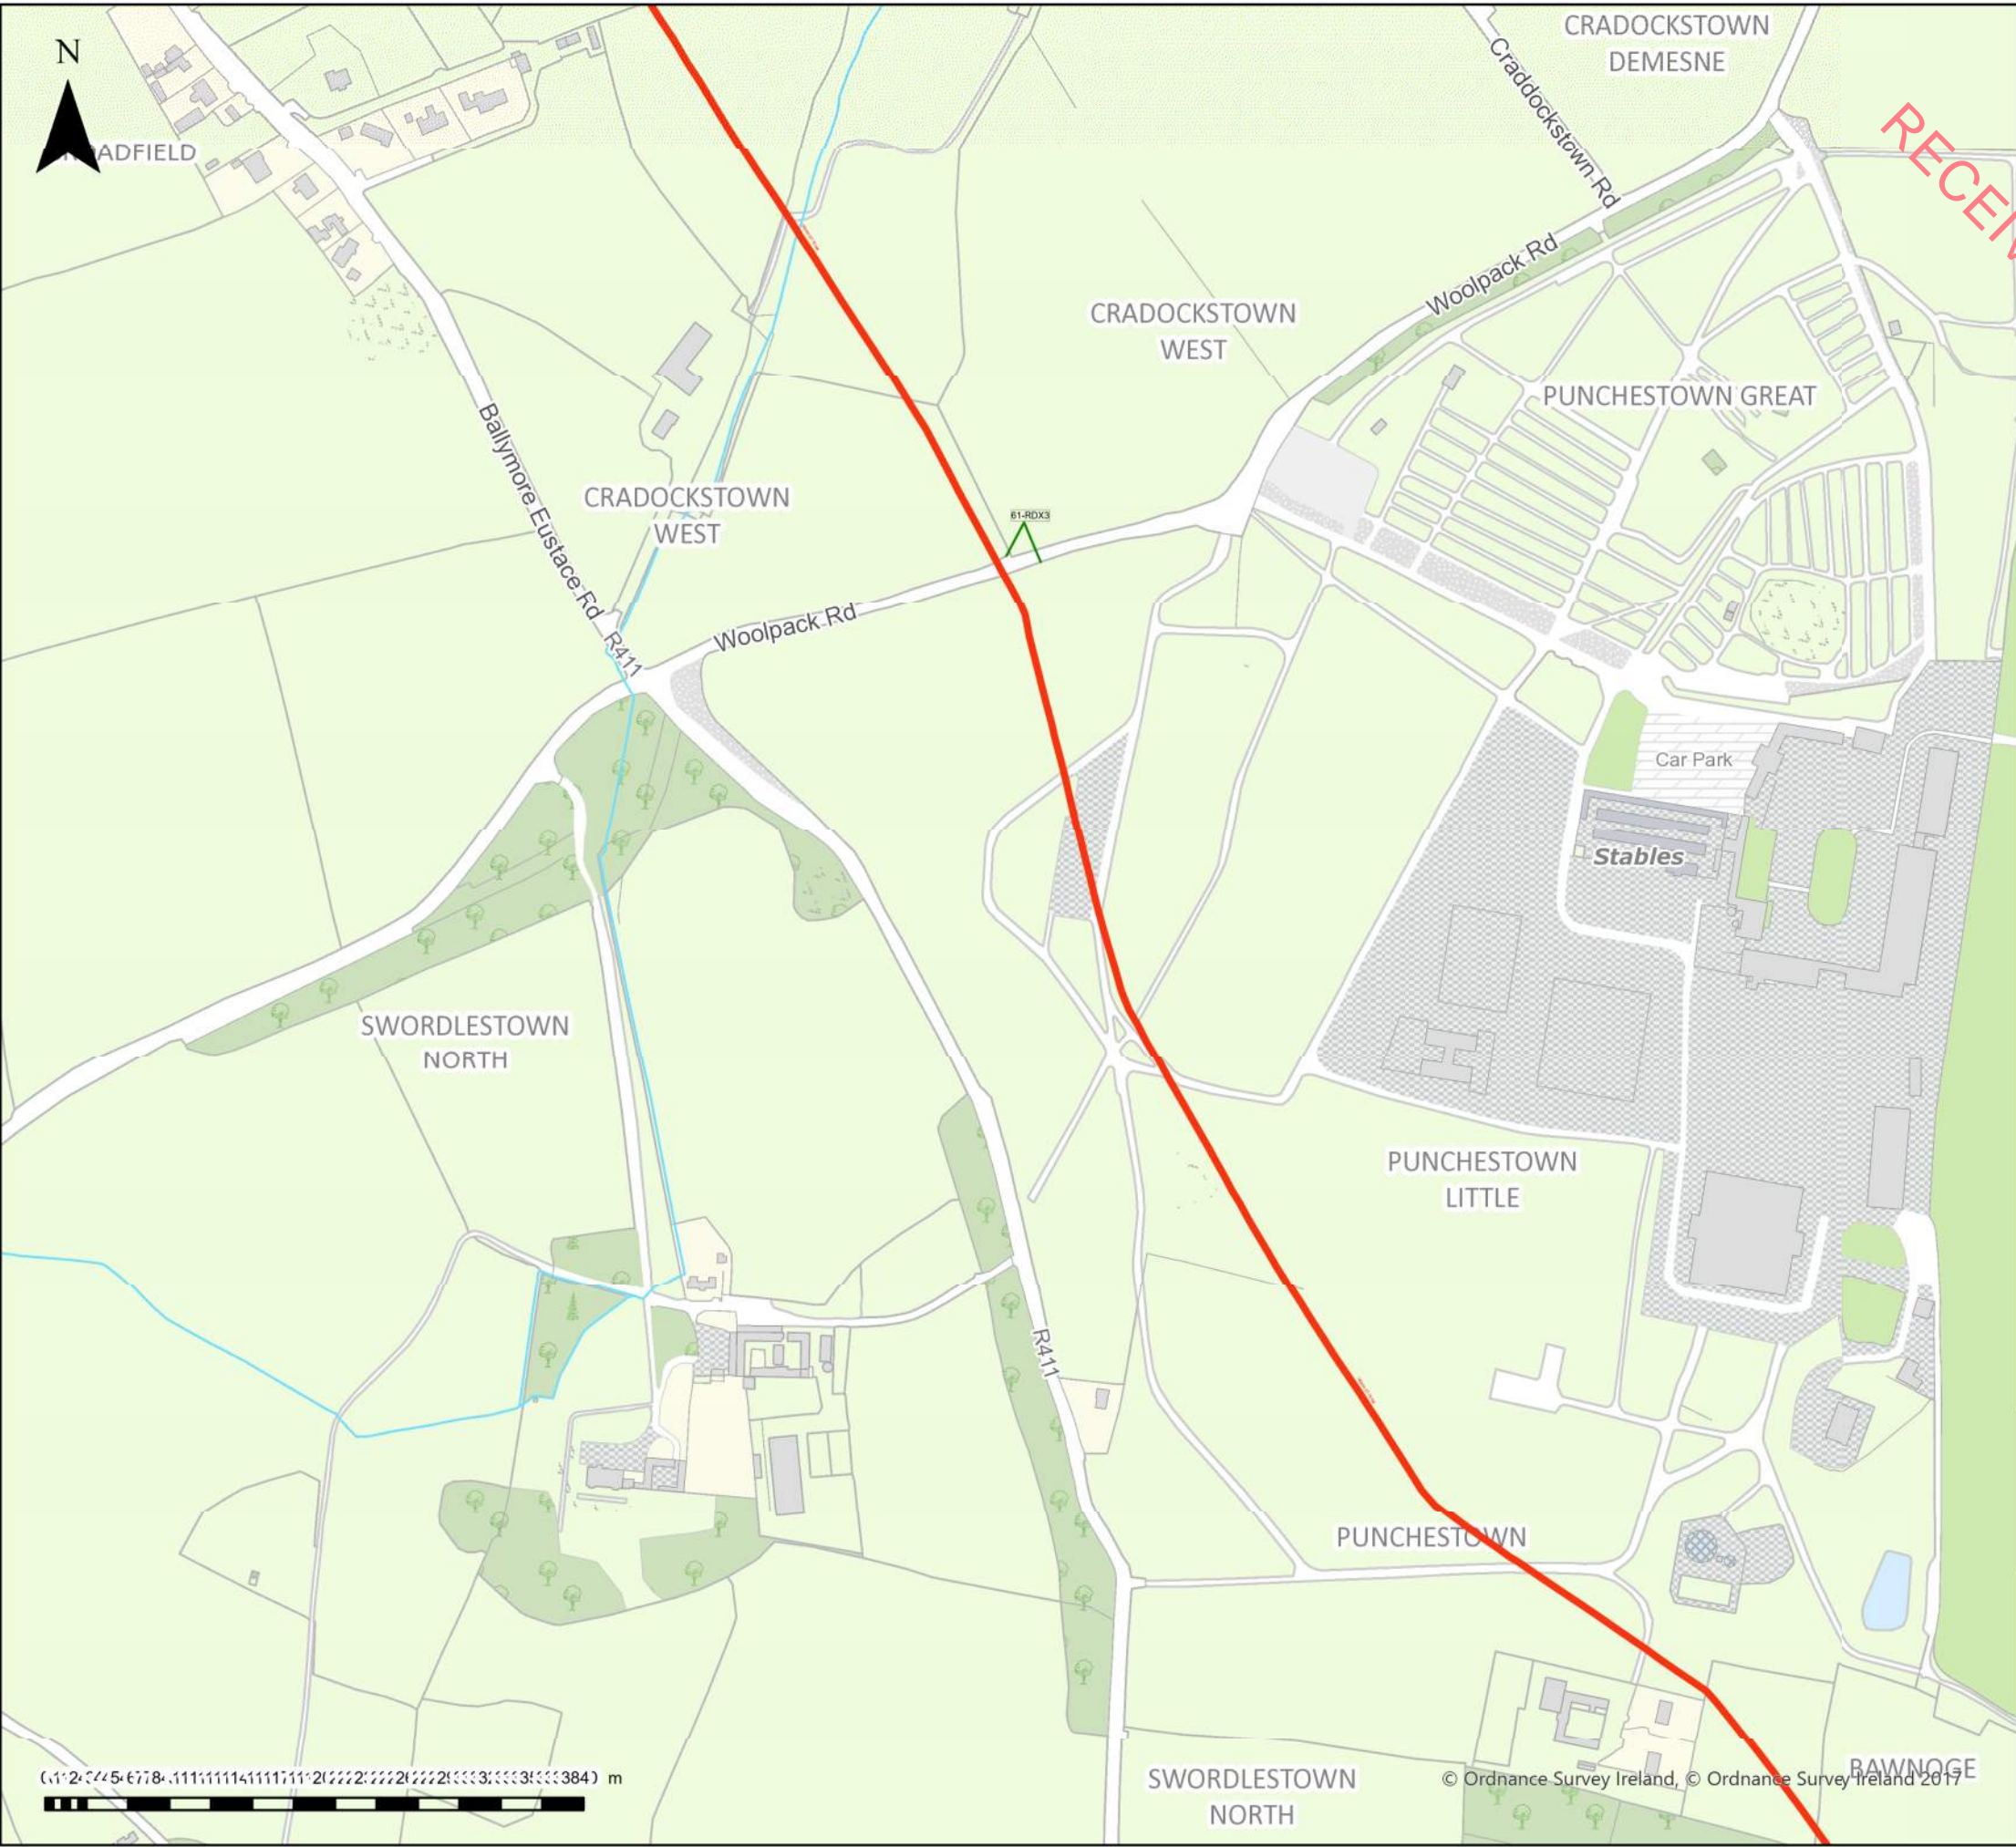 CRADOCKSTOWN
DEMESNE
N
Craddockstown Rd
ADFIELD
Woolpack Rd
CRADOCKSTOWN
WEST
PUNCHESTOWN GREAT
Ballymore Eustace Rd
CRADOCKSTOWN
WEST
61-RDX3
Woolpack Rd
R411
Car Park
Stables
SWORDLESTOWN
NORTH
PUNCHESTOWN
LITTLE
R411
PUNCHESTOWN
m
SWORDLESTOWN
NORTH
BAWNOGE
© Ordnance Survey Ireland, © Ordnance Survey Ireland 2017